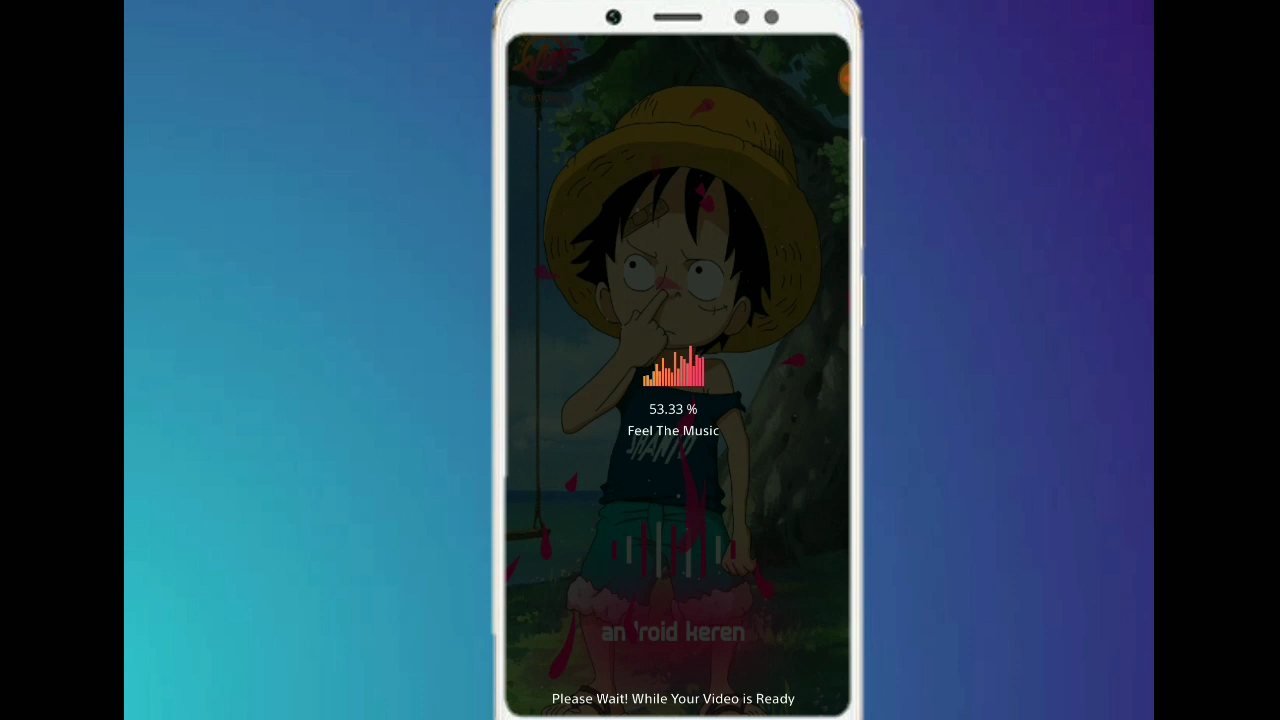 53.33 %
Feel The Music
an 'roid keren
Please Wait! While Your Video is Ready